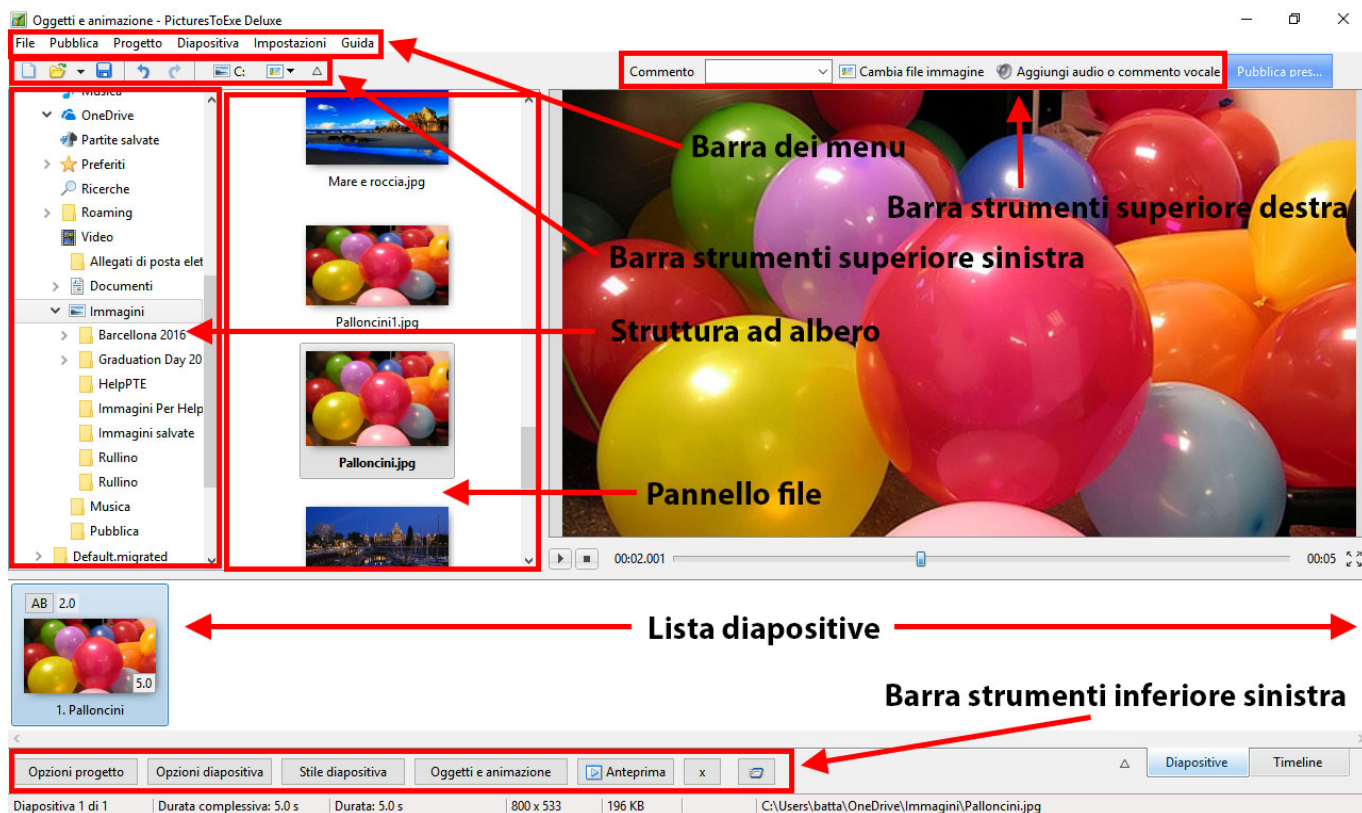 Oggetti e animazione - PicturesToExe Deluxe
File Pubblica Progetto Diapositiva Impostazioni Guida
C:
Commento
Cambia file immagine
Aggiungi audio o commento vocale
Pubblica pres...
Musica
OneDrive
Partite salvate
Preferiti
Ricerche
Roaming
Video
Allegati di posta elet
Documenti
Immagini
Barcellona 2016
Graduation Day 20
HelpPTE
Immagini Per Help
Immagini salvate
Rullino
Rullino
Musica
Pubblica
Default.migrated
Mare e roccia.jpg
Palloncini1.jpg
Palloncini.jpg
Barra dei menu
Barra strumenti superiore destra
Barra strumenti superiore sinistra
Struttura ad albero
Pannello file
00:02.001
00:05
AB 2.0
5.0
1. Palloncini
Lista diapositive
Barra strumenti inferiore sinistra
Opzioni progetto
Opzioni diapositiva
Stile diapositiva
Oggetti e animazione
Anteprima
x
Diapositive
Timeline
Diapositiva 1 di 1
Durata complessiva: 5.0 s
Durata: 5.0 s
800 x 533
196 KB
C:\Users\batta\OneDrive\Immagini\Palloncini.jpg